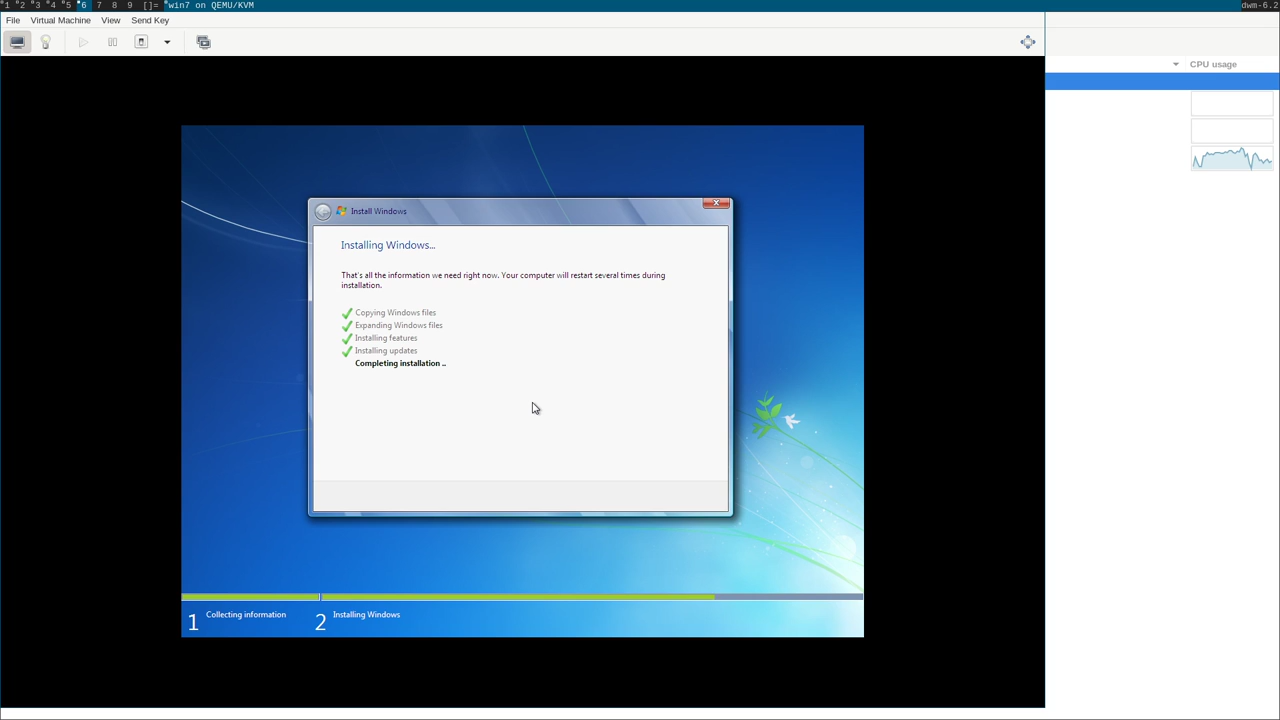 1 2 3 4 5 6 7 8 9 []= win7 on QEMU/KVM dwm-6.2
File Virtual Machine View Send Key
CPU usage
Install Windows
Installing Windows...
That's all the information we need right now. Your computer will restart several times during
installation.
Copying Windows files
Expanding Windows files
Installing features
Installing updates
Completing installation ..
1 Collecting information 2 Installing Windows